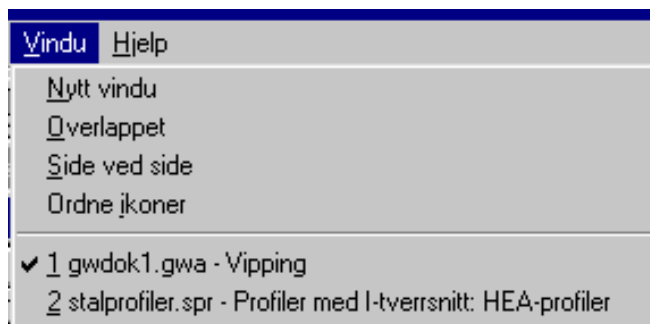 Vindu Hjelp
Nytt vindu
Overlappet
Side ved side
Ordne ikoner
1 gwdok1.gwa - Vipping
2 stalprofiler.spr - Profiler med I-tverrsnitt: HEA-profiler